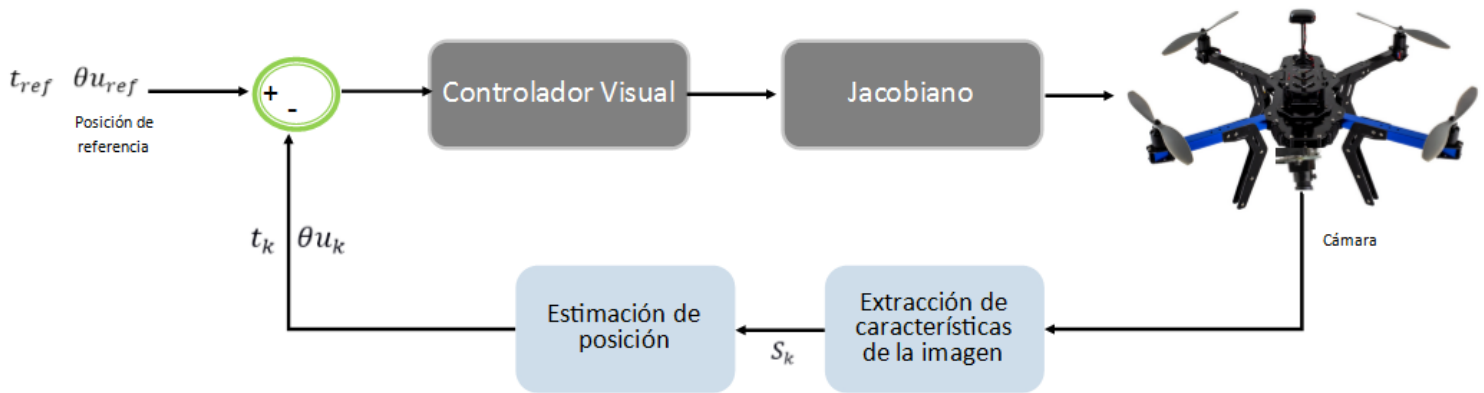 t_ref θu_ref
Posición de
referencia
+
-
Controlador Visual
Jacobiano
Cámara
t_k θu_k
Estimación de
posición
S_k
Extracción de
características
de la imagen